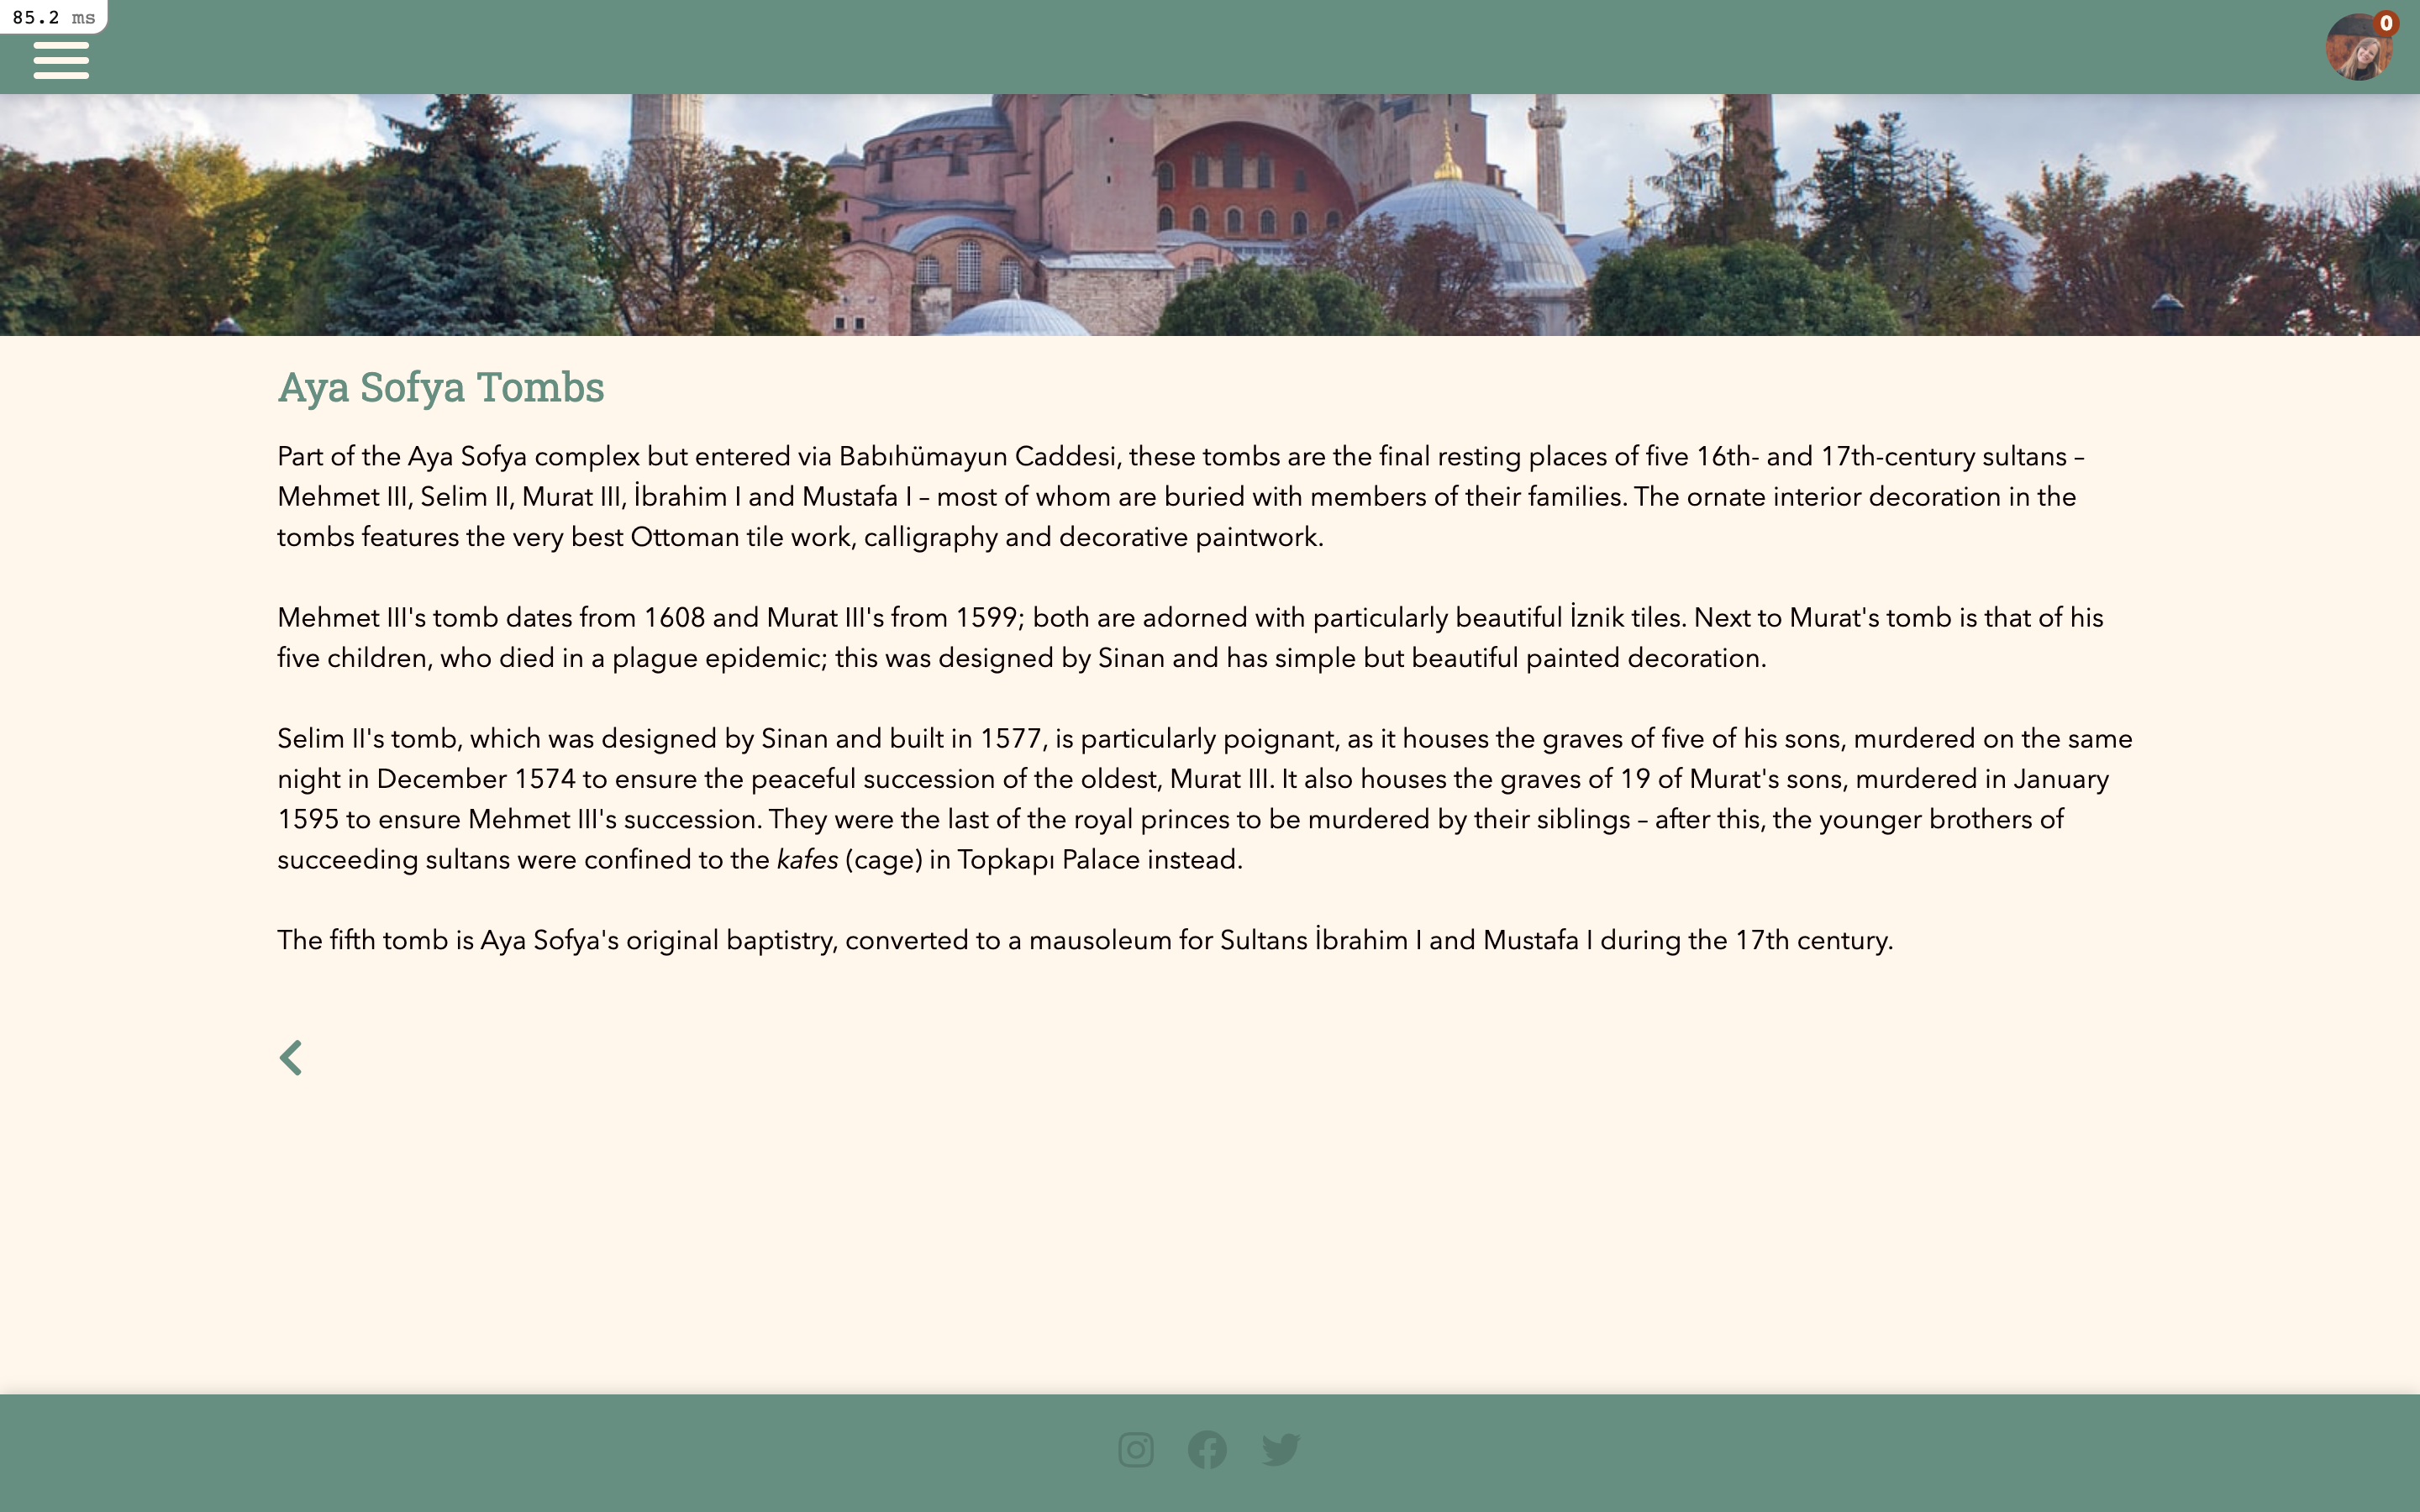 85.2 ms
0
Aya Sofya Tombs
Part of the Aya Sofya complex but entered via Babıhümayun Caddesi, these tombs are the final resting places of five 16th- and 17th-century sultans –
Mehmet III, Selim II, Murat III, İbrahim I and Mustafa I – most of whom are buried with members of their families. The ornate interior decoration in the
tombs features the very best Ottoman tile work, calligraphy and decorative paintwork.
Mehmet III's tomb dates from 1608 and Murat III's from 1599; both are adorned with particularly beautiful İznik tiles. Next to Murat's tomb is that of his
five children, who died in a plague epidemic; this was designed by Sinan and has simple but beautiful painted decoration.
Selim II's tomb, which was designed by Sinan and built in 1577, is particularly poignant, as it houses the graves of five of his sons, murdered on the same
night in December 1574 to ensure the peaceful succession of the oldest, Murat III. It also houses the graves of 19 of Murat's sons, murdered in January
1595 to ensure Mehmet III's succession. They were the last of the royal princes to be murdered by their siblings – after this, the younger brothers of
succeeding sultans were confined to the kafes (cage) in Topkapı Palace instead.
The fifth tomb is Aya Sofya's original baptistry, converted to a mausoleum for Sultans İbrahim I and Mustafa I during the 17th century.